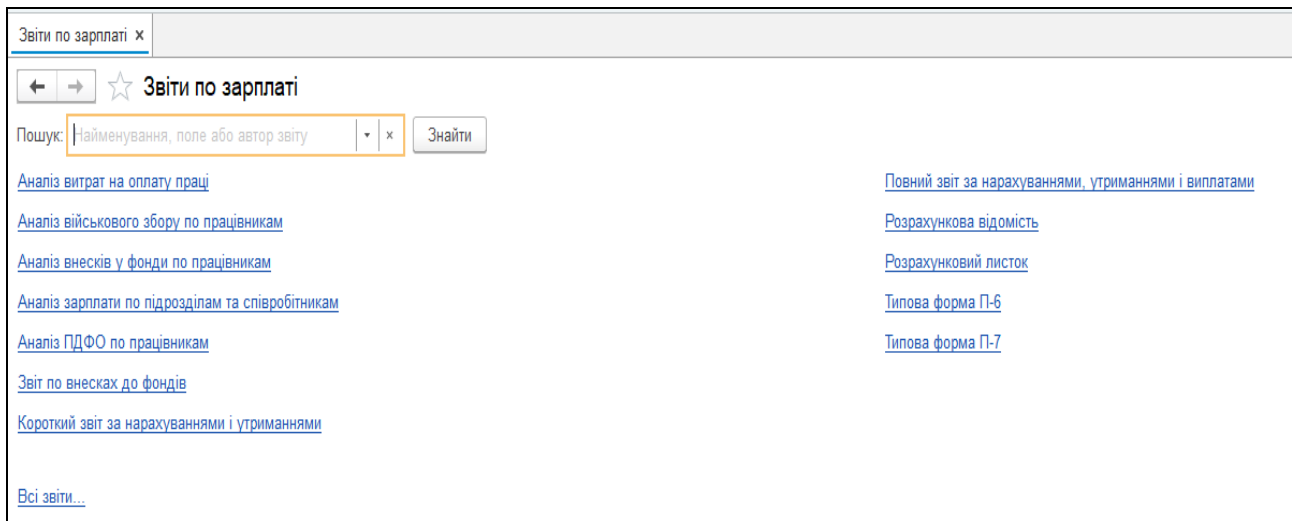 Звіти по зарплаті ×
Звіти по зарплаті
Пошук: Найменування, поле або автор звіту × Знайти
Аналіз витрат на оплату праці
Аналіз військового збору по працівникам
Аналіз внесків у фонди по працівникам
Аналіз зарплати по підрозділам та співробітникам
Аналіз ПДФО по працівникам
Звіт по внесках до фондів
Короткий звіт за нарахуваннями і утриманнями
Всі звіти...
Повний звіт за нарахуваннями, утриманнями і виплатами
Розрахункова відомість
Розрахунковий листок
Типова форма П-6
Типова форма П-7